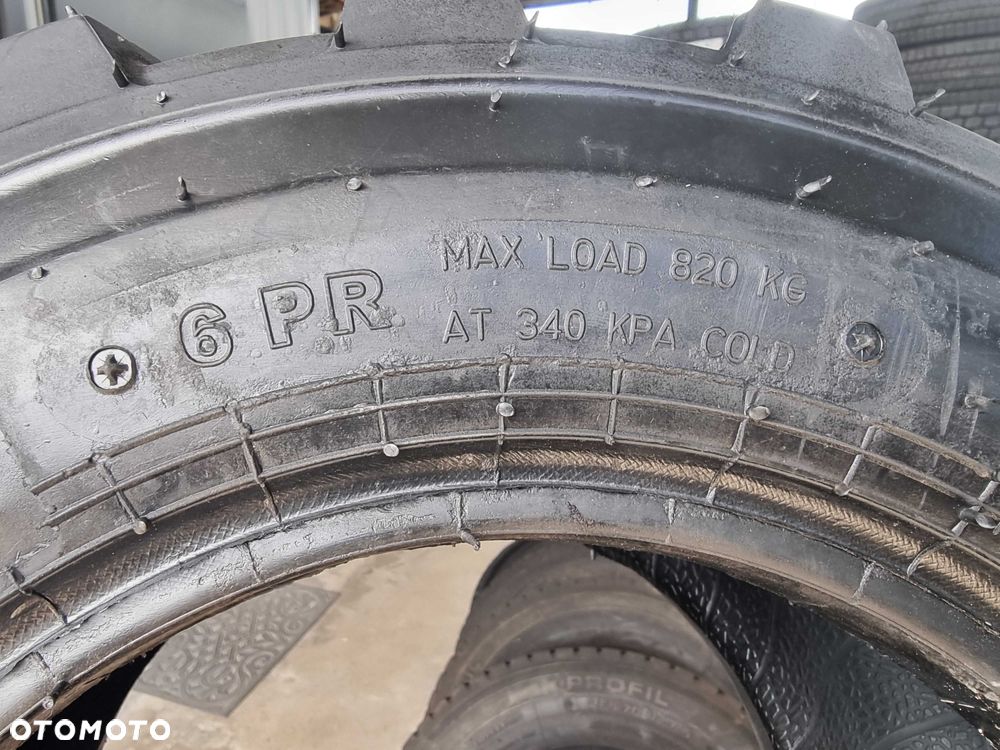 6 PR
MAX LOAD 820 KG
AT 340 KPA COLD
PROFIL
OTOMOTO